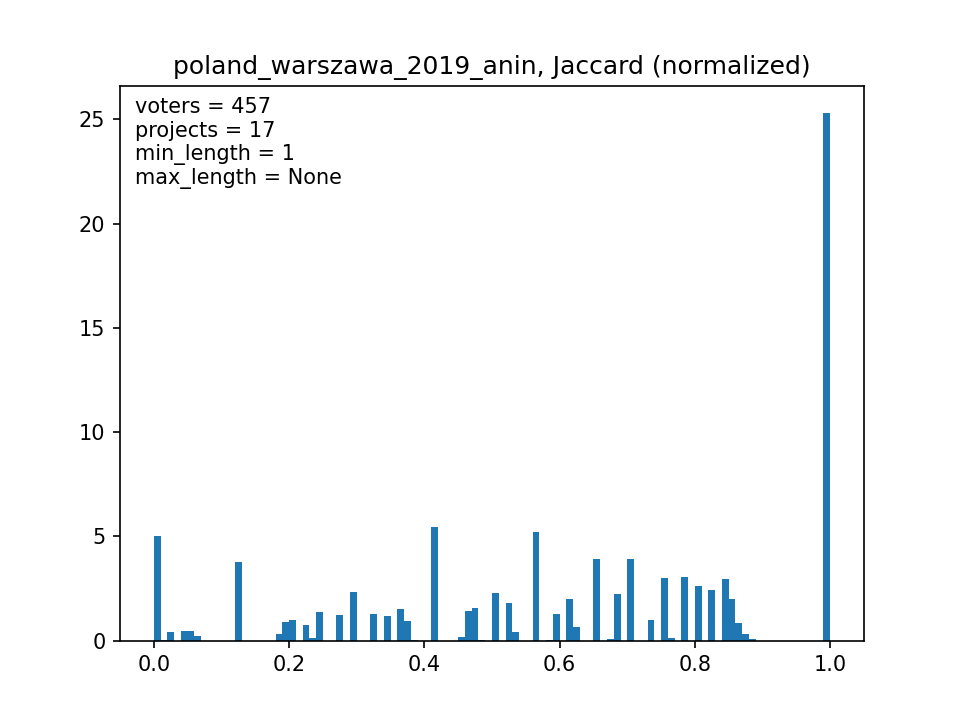 poland_warszawa_2019_anin, Jaccard (normalized)
voters = 457
projects = 17
min_length = 1
max_length = None
25
20
15
10
5
0
0.0 0.2 0.4 0.6 0.8 1.0